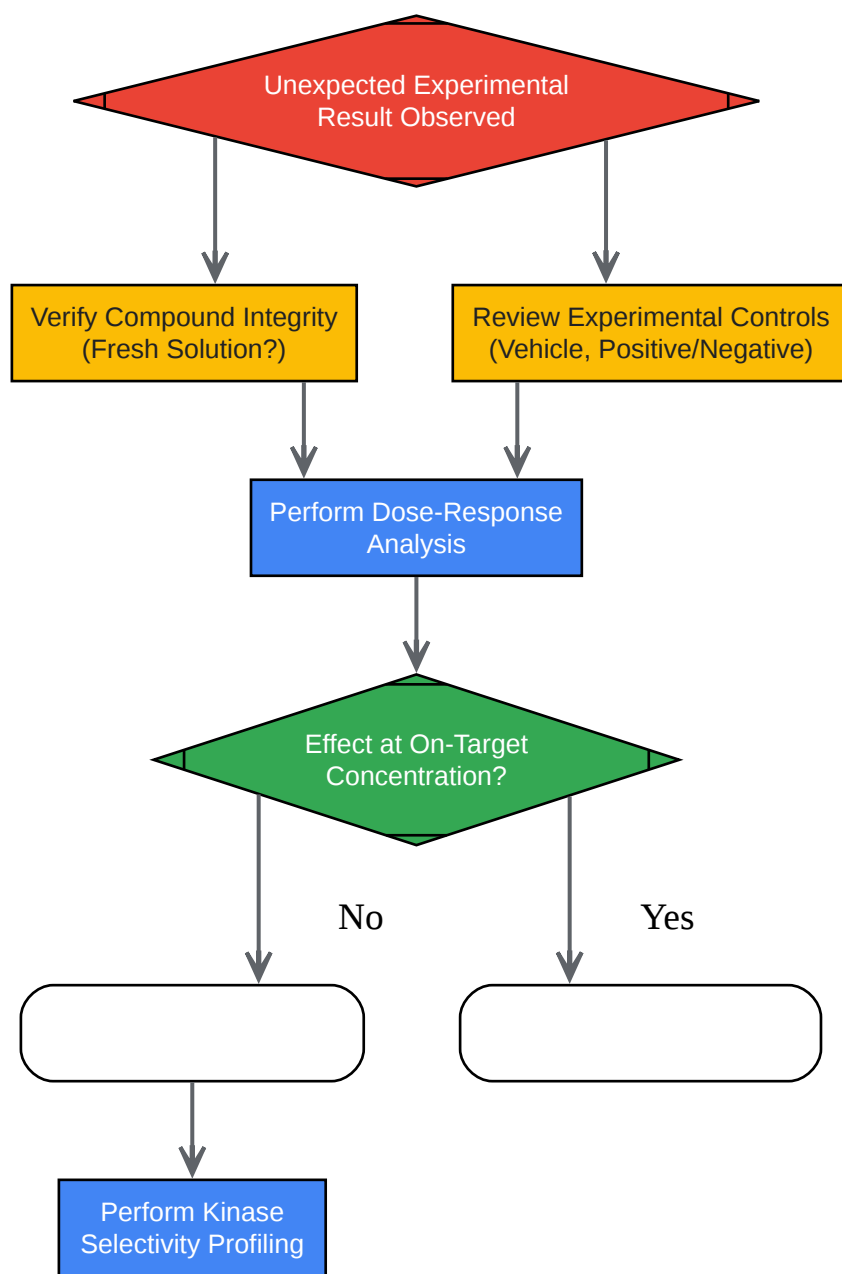 Unexpected Experimental
Result Observed
Verify Compound Integrity
(Fresh Solution?)
Review Experimental Controls
(Vehicle, Positive/Negative)
Perform Dose-Response
Analysis
Effect at On-Target
Concentration?
No
Yes
Perform Kinase
Selectivity Profiling